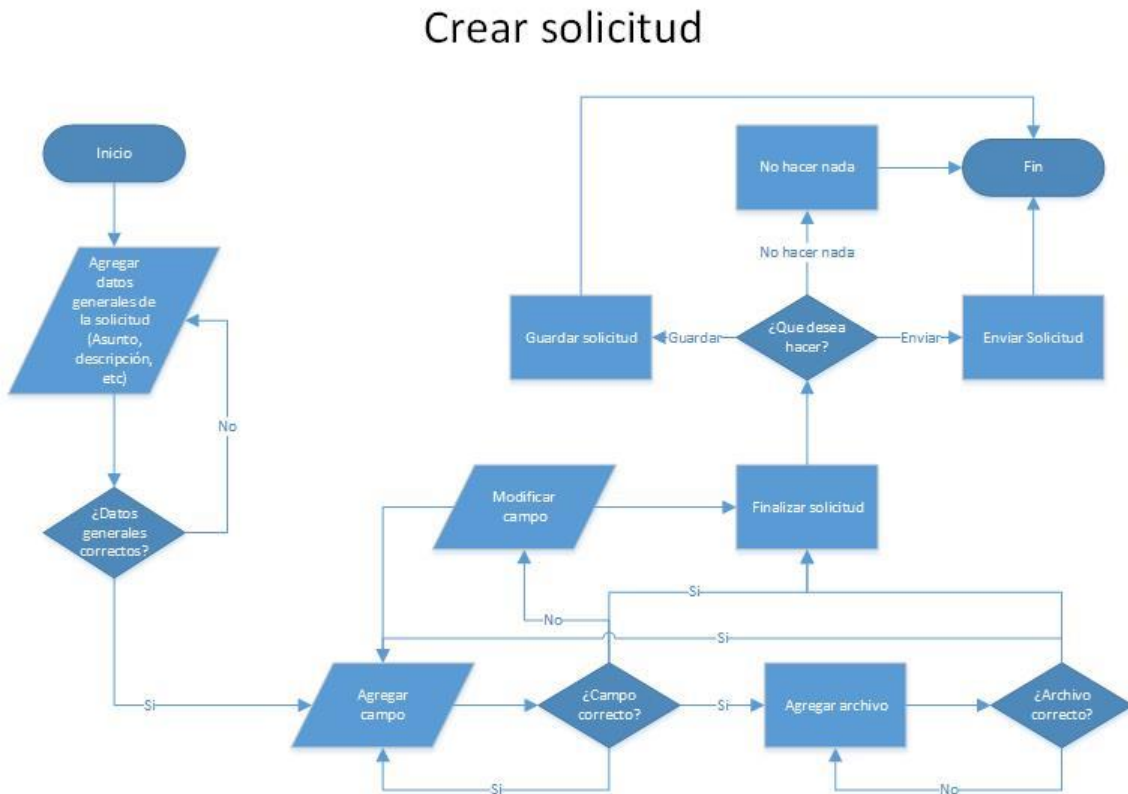 Crear solicitud
Inicio
No hacer nada
Fin
Agregar
datos
generales de
la solicitud
(Asunto,
descripción,
etc)
No hacer nada
Guardar solicitud
Guardar
¿Que desea
hacer?
Enviar
Enviar Solicitud
No
Modificar
campo
Finalizar solicitud
¿Datos
generales
correctos?
Si
No
Si
Si
Agregar
campo
¿Campo
correcto?
Si
Agregar archivo
¿Archivo
correcto?
Si
No